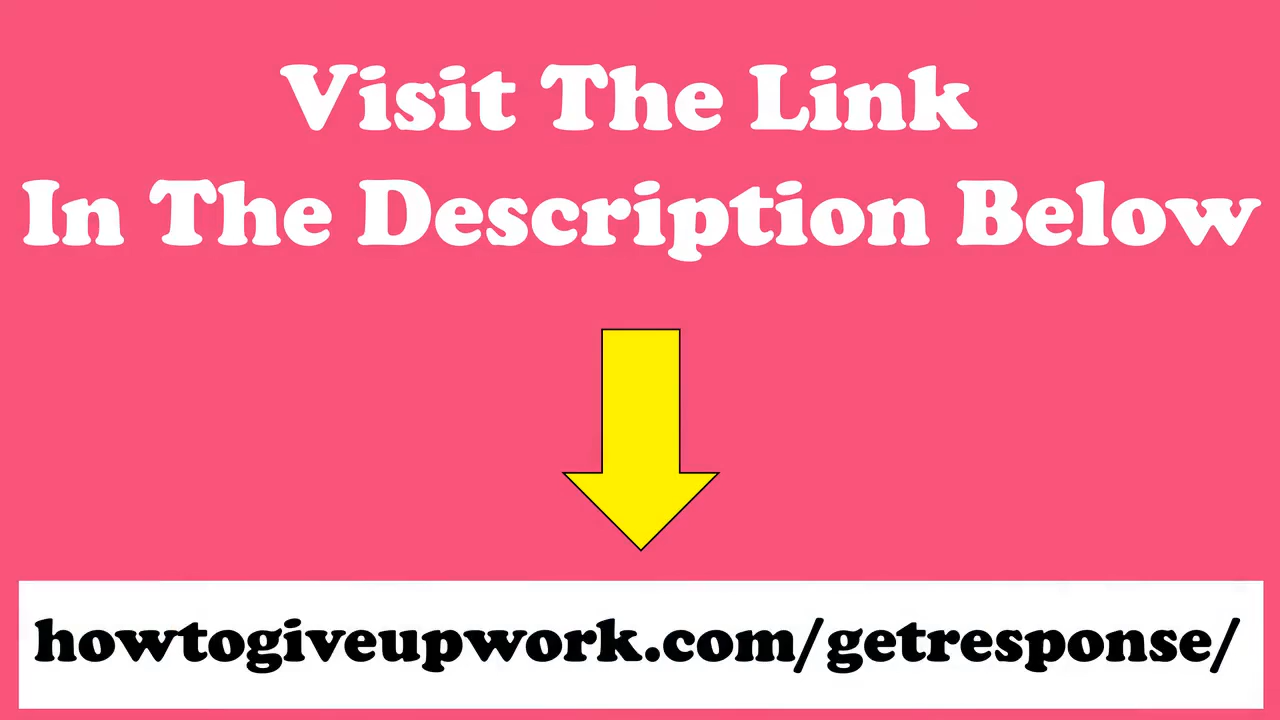 Visit The Link
In The Description Below
howtogiveupwork.com/getresponse/